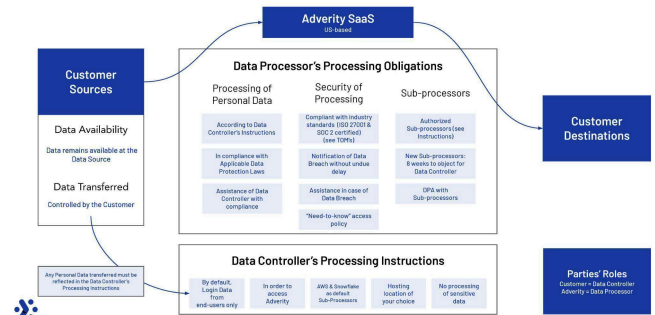 Adverity SaaS
US-based
Customer
Sources
Data Availability
Data remains available at the
Data Source
Data Transferred
Controlled by the Customer
Any Personal Data transferred must be
reflected in the Data Controller's
Processing Instructions
Data Processor's Processing Obligations
Processing of
Personal Data
According to Data
Controller's Instructions
In compliance with
Applicable Data
Protection Laws
Assistance of Data
Controller with
compliance
Security of
Processing
Compliant with industry
standards (ISO 27001 &
SOC 2 certified)
(see TOMs)
Notification of Data
Breach without undue
delay
Assistance in case of
Data Breach
"Need-to-know" access
policy
Sub-processors
Authorized
Sub-processors (see
Instructions)
New Sub-processors:
6 weeks to object for
Data Controller
DPA with
Sub-processors
Customer
Destinations
Data Controller's Processing Instructions
By default,
Login Data
from
end-users only
In order to
access
Adverity
AWS & Snowflake
as default
Sub-Processors
Hosting
location of
your choice
No processing
of sensitive
data
Parties' Roles
Customer = Data Controller
Adverity = Data Processor